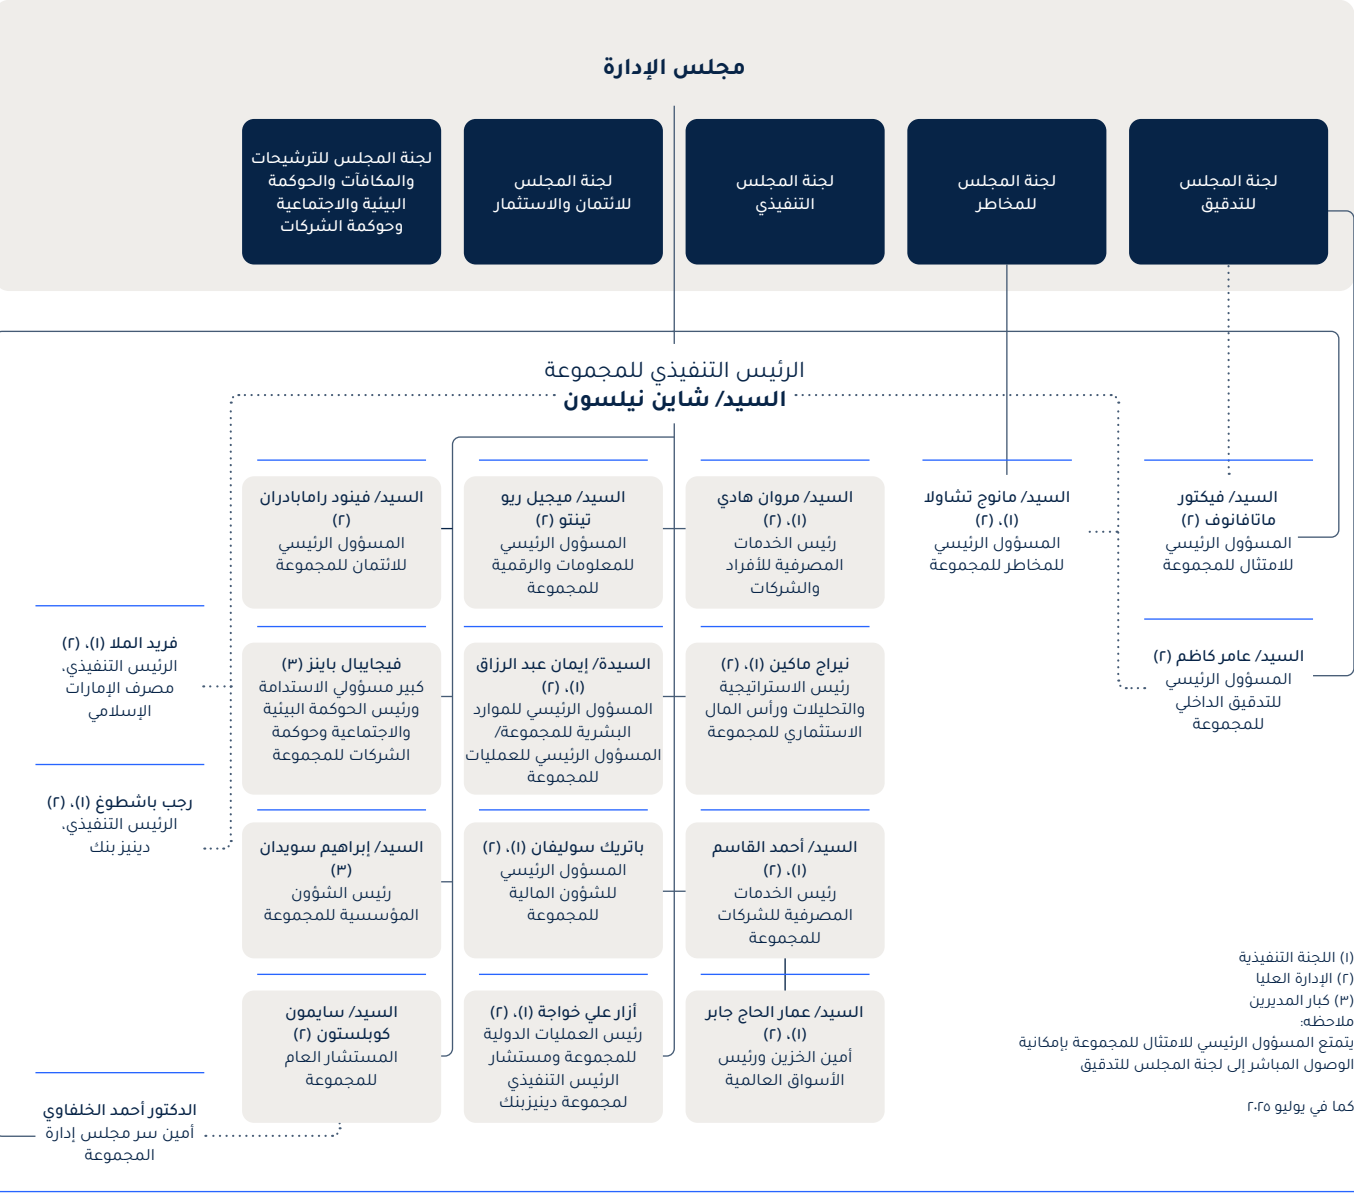 مجلس الإدارة
لجنة المجلس
للتدقيق
لجنة المجلس
للمخاطر
لجنة المجلس
التنفيذي
لجنة المجلس
للائتمان والاستثمار
لجنة المجلس للترشيحات
والمكافآت والحوكمة
البيئية والاجتماعية
وحوكمة الشركات
الرئيس التنفيذي للمجموعة
السيد/ شاين نيلسون
السيد/ فيكتور
ماتافانوف (٢)
المسؤول الرئيسي
للامتثال للمجموعة
السيد/ مانوج تشاولا
(١)، (٢)
المسؤول الرئيسي
للمخاطر للمجموعة
السيد/ مروان هادي
(١)، (٢)
رئيس الخدمات
المصرفية للأفراد
والشركات
السيد/ ميجيل ريو
تينتو (٢)
المسؤول الرئيسي
للمعلومات والرقمية
للمجموعة
السيد/ فينود رامابادران
(٢)
المسؤول الرئيسي
للائتمان للمجموعة
السيد/ عامر كاظم (٢)
المسؤول الرئيسي
للتدقيق الداخلي
للمجموعة
نيراج ماكين (١)، (٢)
رئيس الاستراتيجية
والتحليلات ورأس المال
الاستثماري للمجموعة
السيدة/ إيمان عبد الرزاق
(١)، (٢)
المسؤول الرئيسي للموارد
البشرية للمجموعة/
المسؤول الرئيسي للعمليات
للمجموعة
فيجايبال باينز (٣)
كبير مسؤولي الاستدامة
ورئيس الحوكمة البيئية
والاجتماعية وحوكمة
الشركات للمجموعة
فريد الملا (١)، (٢)
الرئيس التنفيذي،
مصرف الإمارات
الإسلامي
السيد/ أحمد القاسم
(١)، (٢)
رئيس الخدمات
المصرفية للشركات
للمجموعة
باتريك سوليفان (١)، (٢)
المسؤول الرئيسي
للشؤون المالية
للمجموعة
السيد/ إبراهيم سويدان
(٣)
رئيس الشؤون
المؤسسية للمجموعة
رجب باشطوغ (١)، (٢)
الرئيس التنفيذي،
دينيز بنك
السيد/ عمار الحاج جابر
(١)، (٢)
أمين الخزين ورئيس
الأسواق العالمية
أزار علي خواجة (١)، (٢)
رئيس العمليات الدولية
للمجموعة ومستشار
الرئيس التنفيذي
لمجموعة دينيزبنك
السيد/ سايمون
كوبلستون (٢)
المستشار العام
للمجموعة
الدكتور أحمد الخلفاوي
أمين سر مجلس إدارة
المجموعة
(١) اللجنة التنفيذية
(٢) الإدارة العليا
(٣) كبار المديرين
ملاحظه:
يتمتع المسؤول الرئيسي للامتثال للمجموعة بإمكانية
الوصول المباشر إلى لجنة المجلس للتدقيق
كما في يوليو ٢٠٢٥